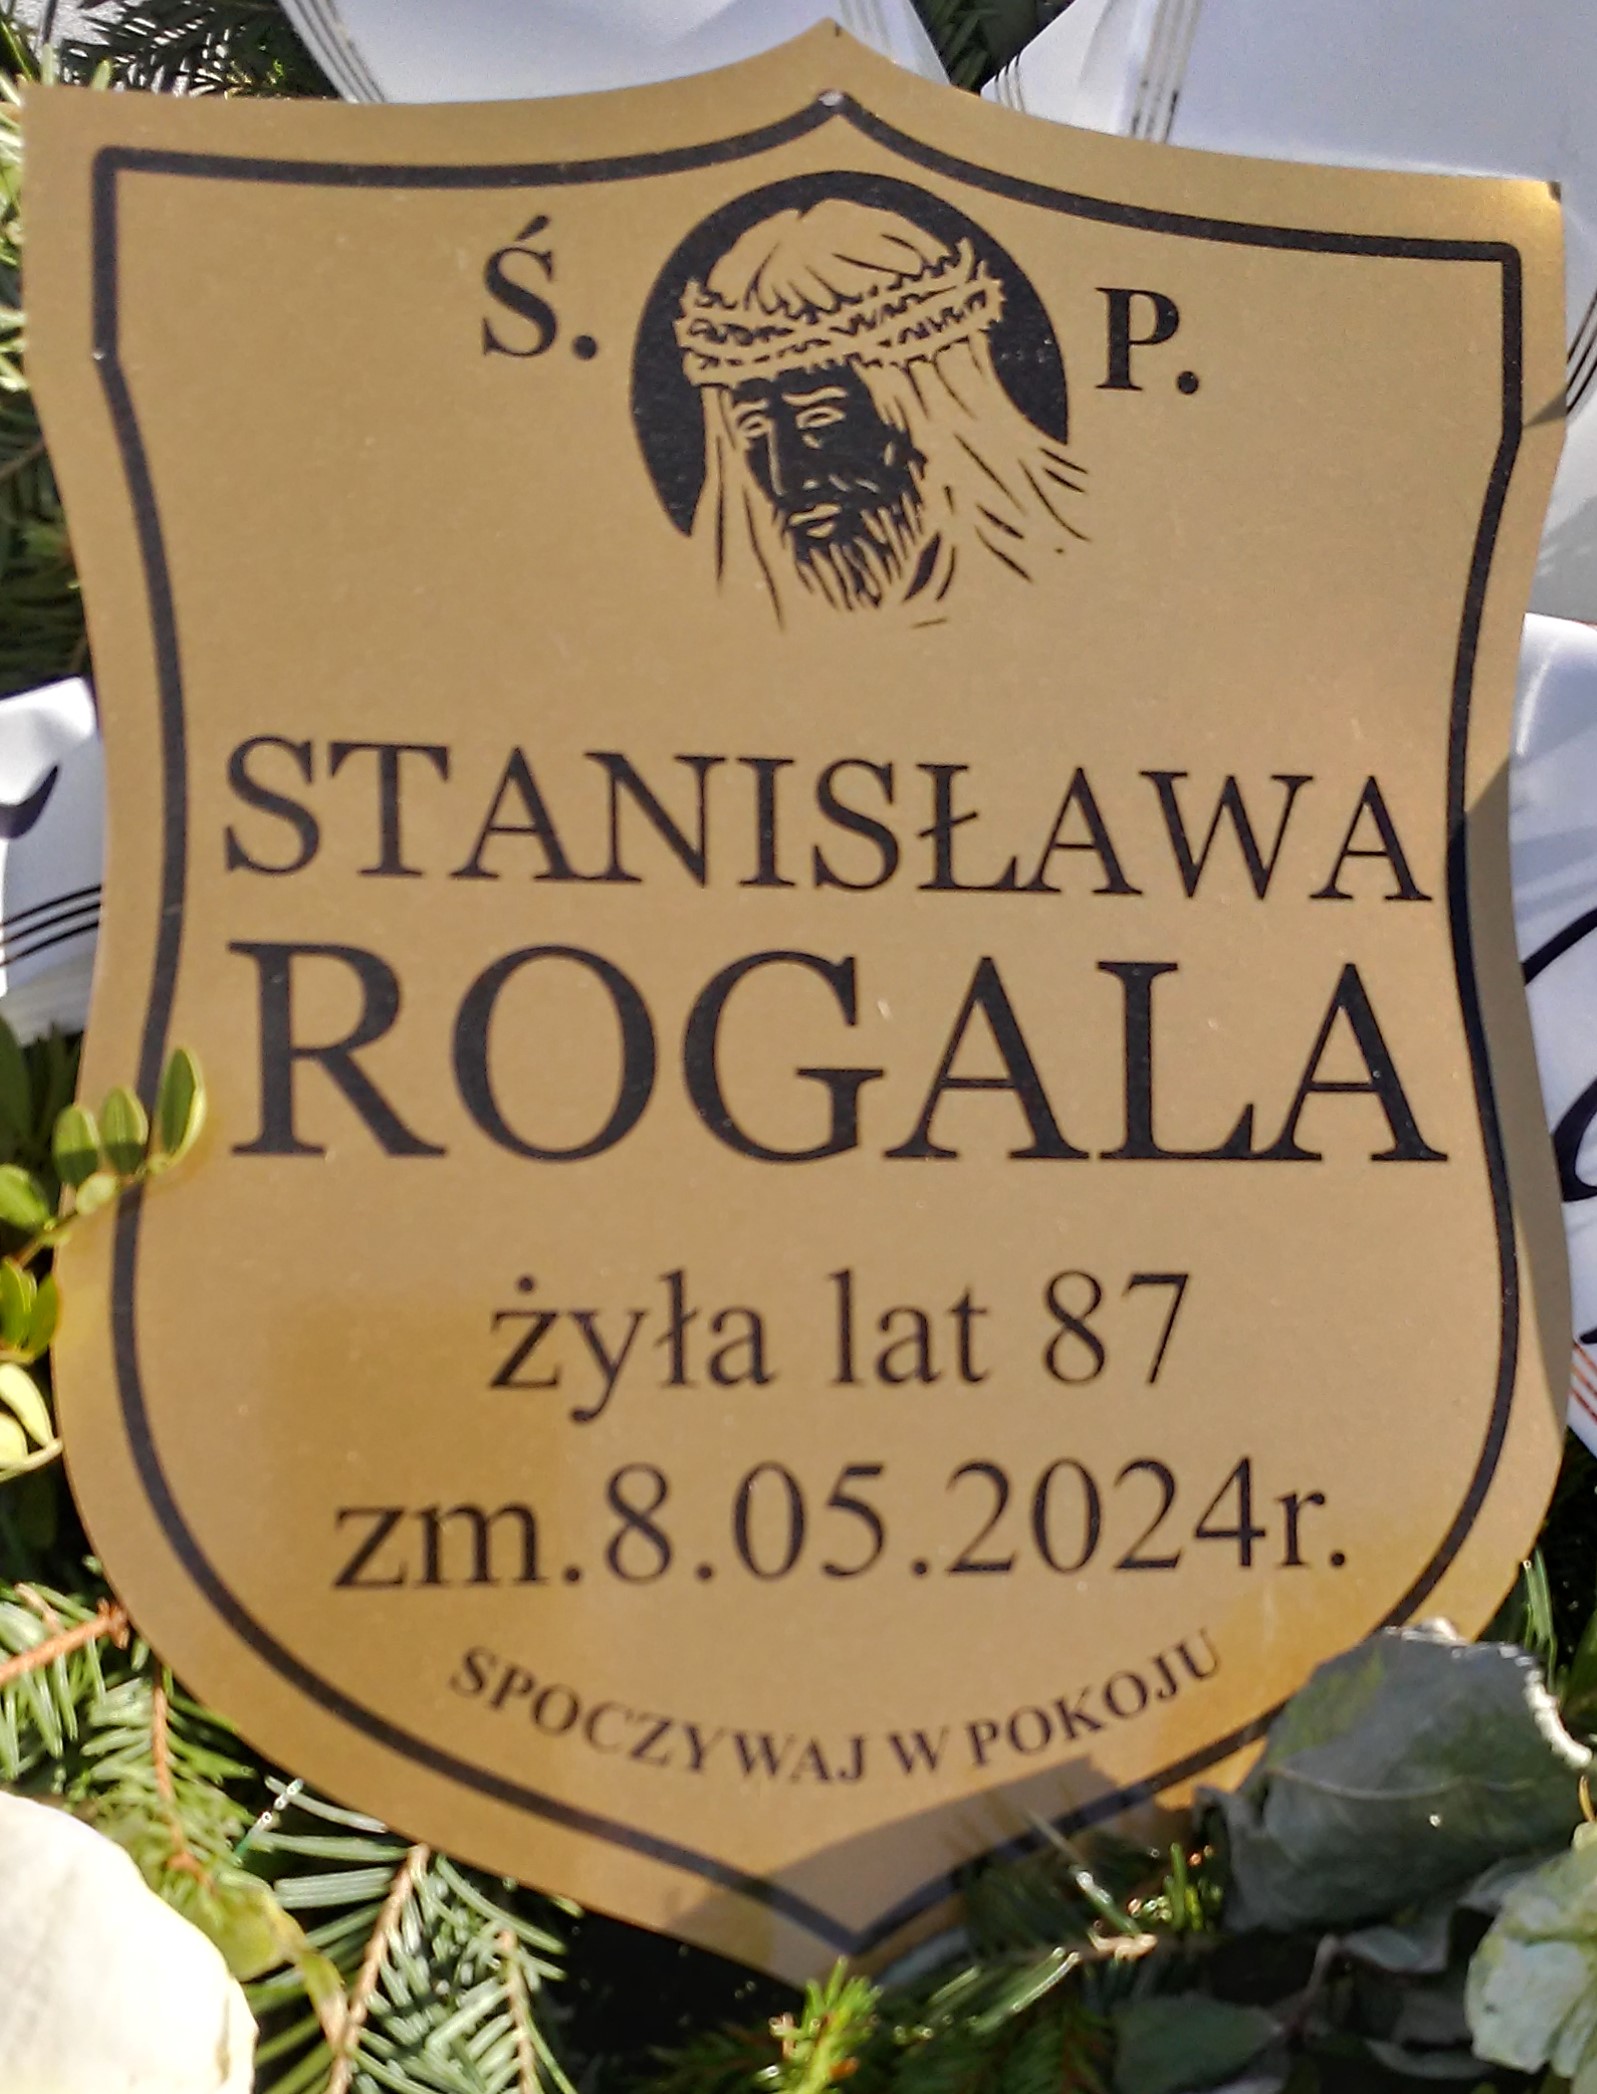 Ś. P.
STANISŁAWA
ROGALA
żyła lat 87
zm.8.05.2024r.
SPOCZYWAJ W POKOJU